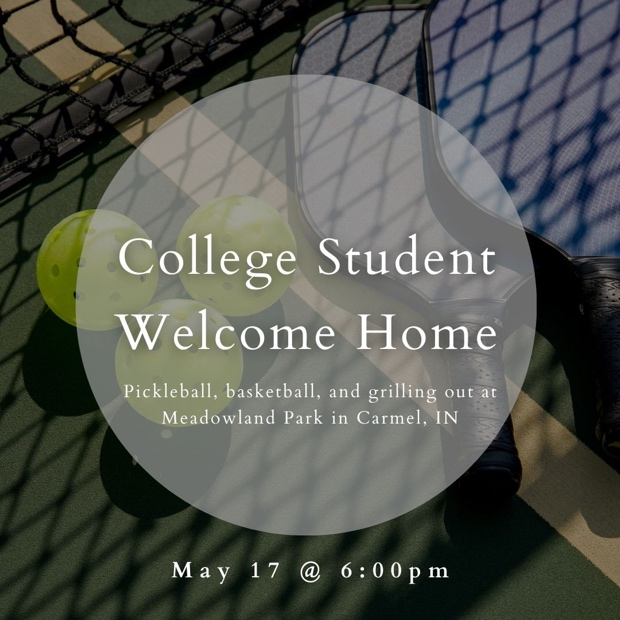 College Student
Welcome Home
Pickleball, basketball, and grilling out at
Meadowland Park in Carmel, IN
May 17 @ 6:00pm